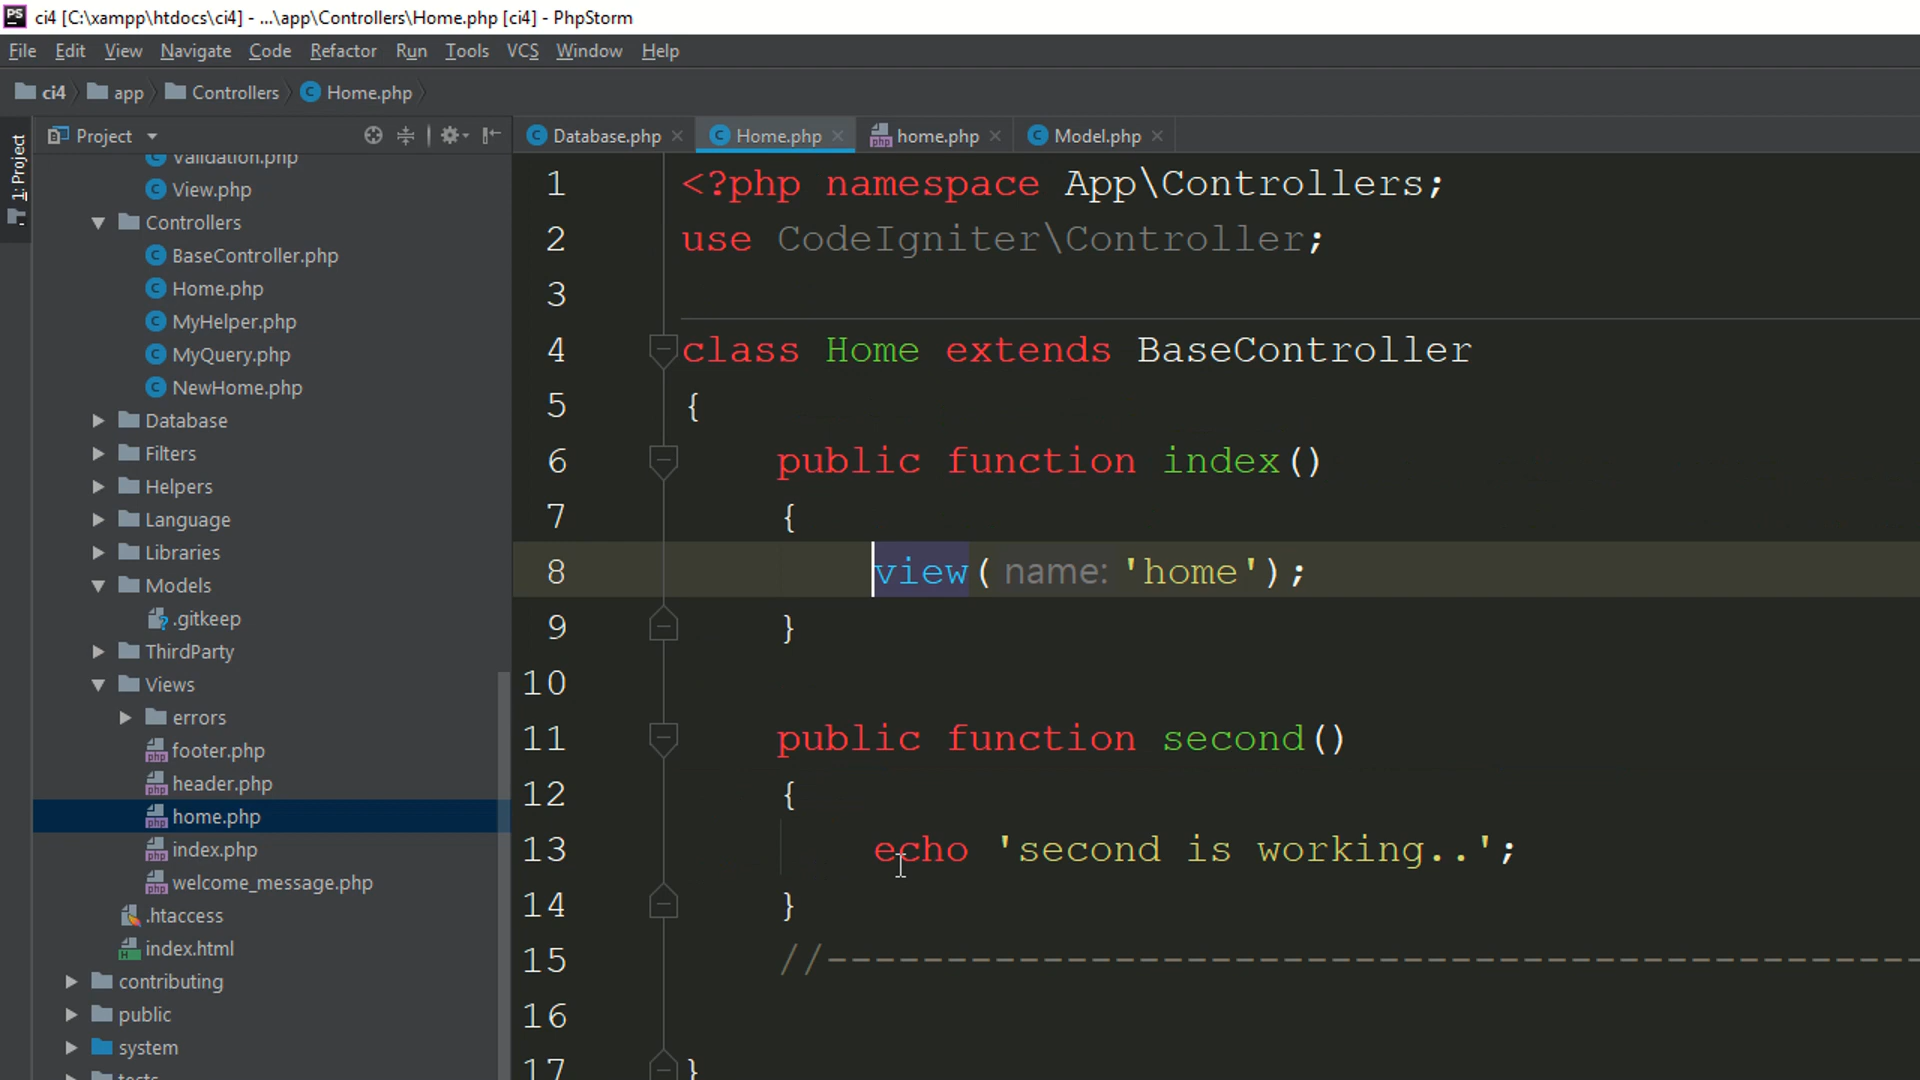 PS ci4 [C:\xampp\htdocs\ci4] - ...\app\Controllers\Home.php [ci4] - PhpStorm
File Edit View Navigate Code Refactor Run Tools VCS Window Help
ci4 app Controllers Home.php
1: Project
Project
Validation.php
View.php
Controllers
BaseController.php
Home.php
MyHelper.php
MyQuery.php
NewHome.php
Database
Filters
Helpers
Language
Libraries
Models
.gitkeep
ThirdParty
Views
errors
footer.php
header.php
home.php
index.php
welcome_message.php
.htaccess
index.html
contributing
public
system
tests
Database.php Home.php home.php Model.php
1 <?php namespace App\Controllers;
2 use CodeIgniter\Controller;
3
4 class Home extends BaseController
5 {
6 public function index()
7 {
8 view( name: 'home');
9 }
10
11 public function second()
12 {
13 echo 'second is working..';
14 }
15 //----------------------------------------------
16
17 }